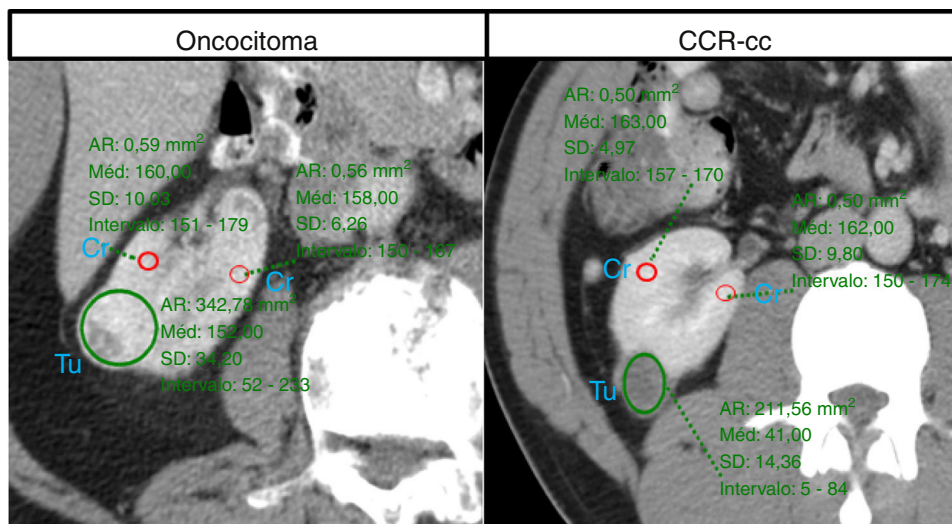 Oncocitoma
AR: 0,59 mm²
Méd: 160,00
SD: 10,03
Intervalo: 151 - 179
Cr
AR: 0,56 mm²
Méd: 158,00
SD: 6,26
Intervalo: 150 - 167
Cr
AR: 342,78 mm²
Méd: 152,00
SD: 34,20
Intervalo: 52 - 233
Tu
CCR-cc
AR: 0,50 mm²
Méd: 163,00
SD: 4,97
Intervalo: 157 - 170
Cr
AR: 0,50 mm²
Méd: 162,00
SD: 9,80
Intervalo: 150 - 174
Cr
Tu
AR: 211,56 mm²
Méd: 41,00
SD: 14,36
Intervalo: 5 - 84